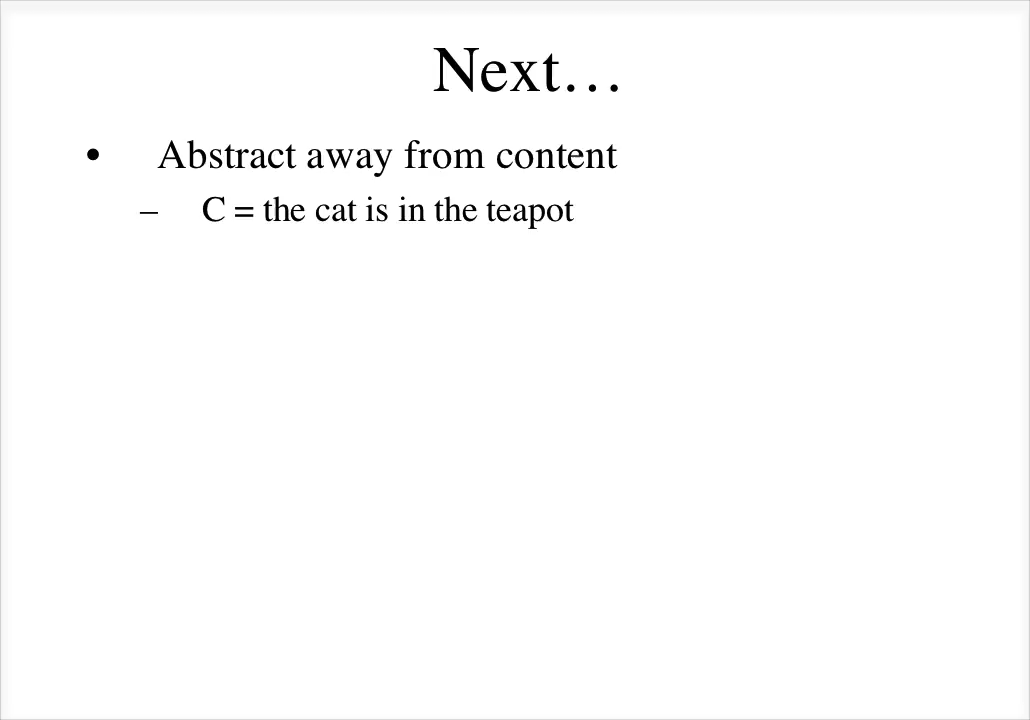 Next…
• Abstract away from content
– C = the cat is in the teapot